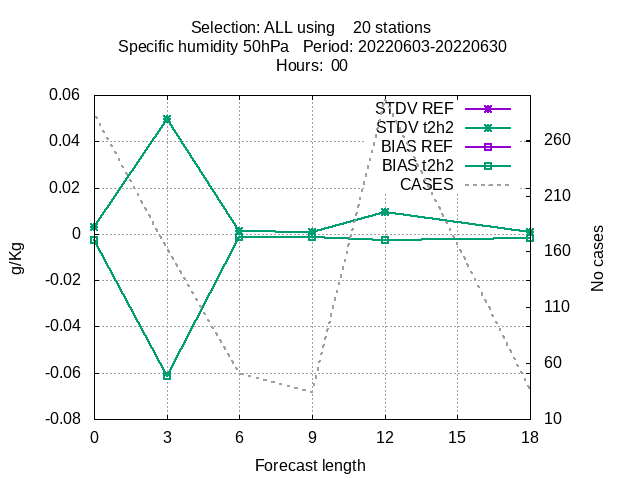 Selection: ALL using    20 stations
Specific humidity 50hPa   Period: 20220603-20220630
Hours:  00
0.06
0.04
0.02
0
-0.02
-0.04
-0.06
-0.08
g/Kg
STDV REF
STDV t2h2
BIAS REF
BIAS t2h2
CASES
260
210
160
110
60
10
No cases
0 3 6 9 12 15 18
Forecast length